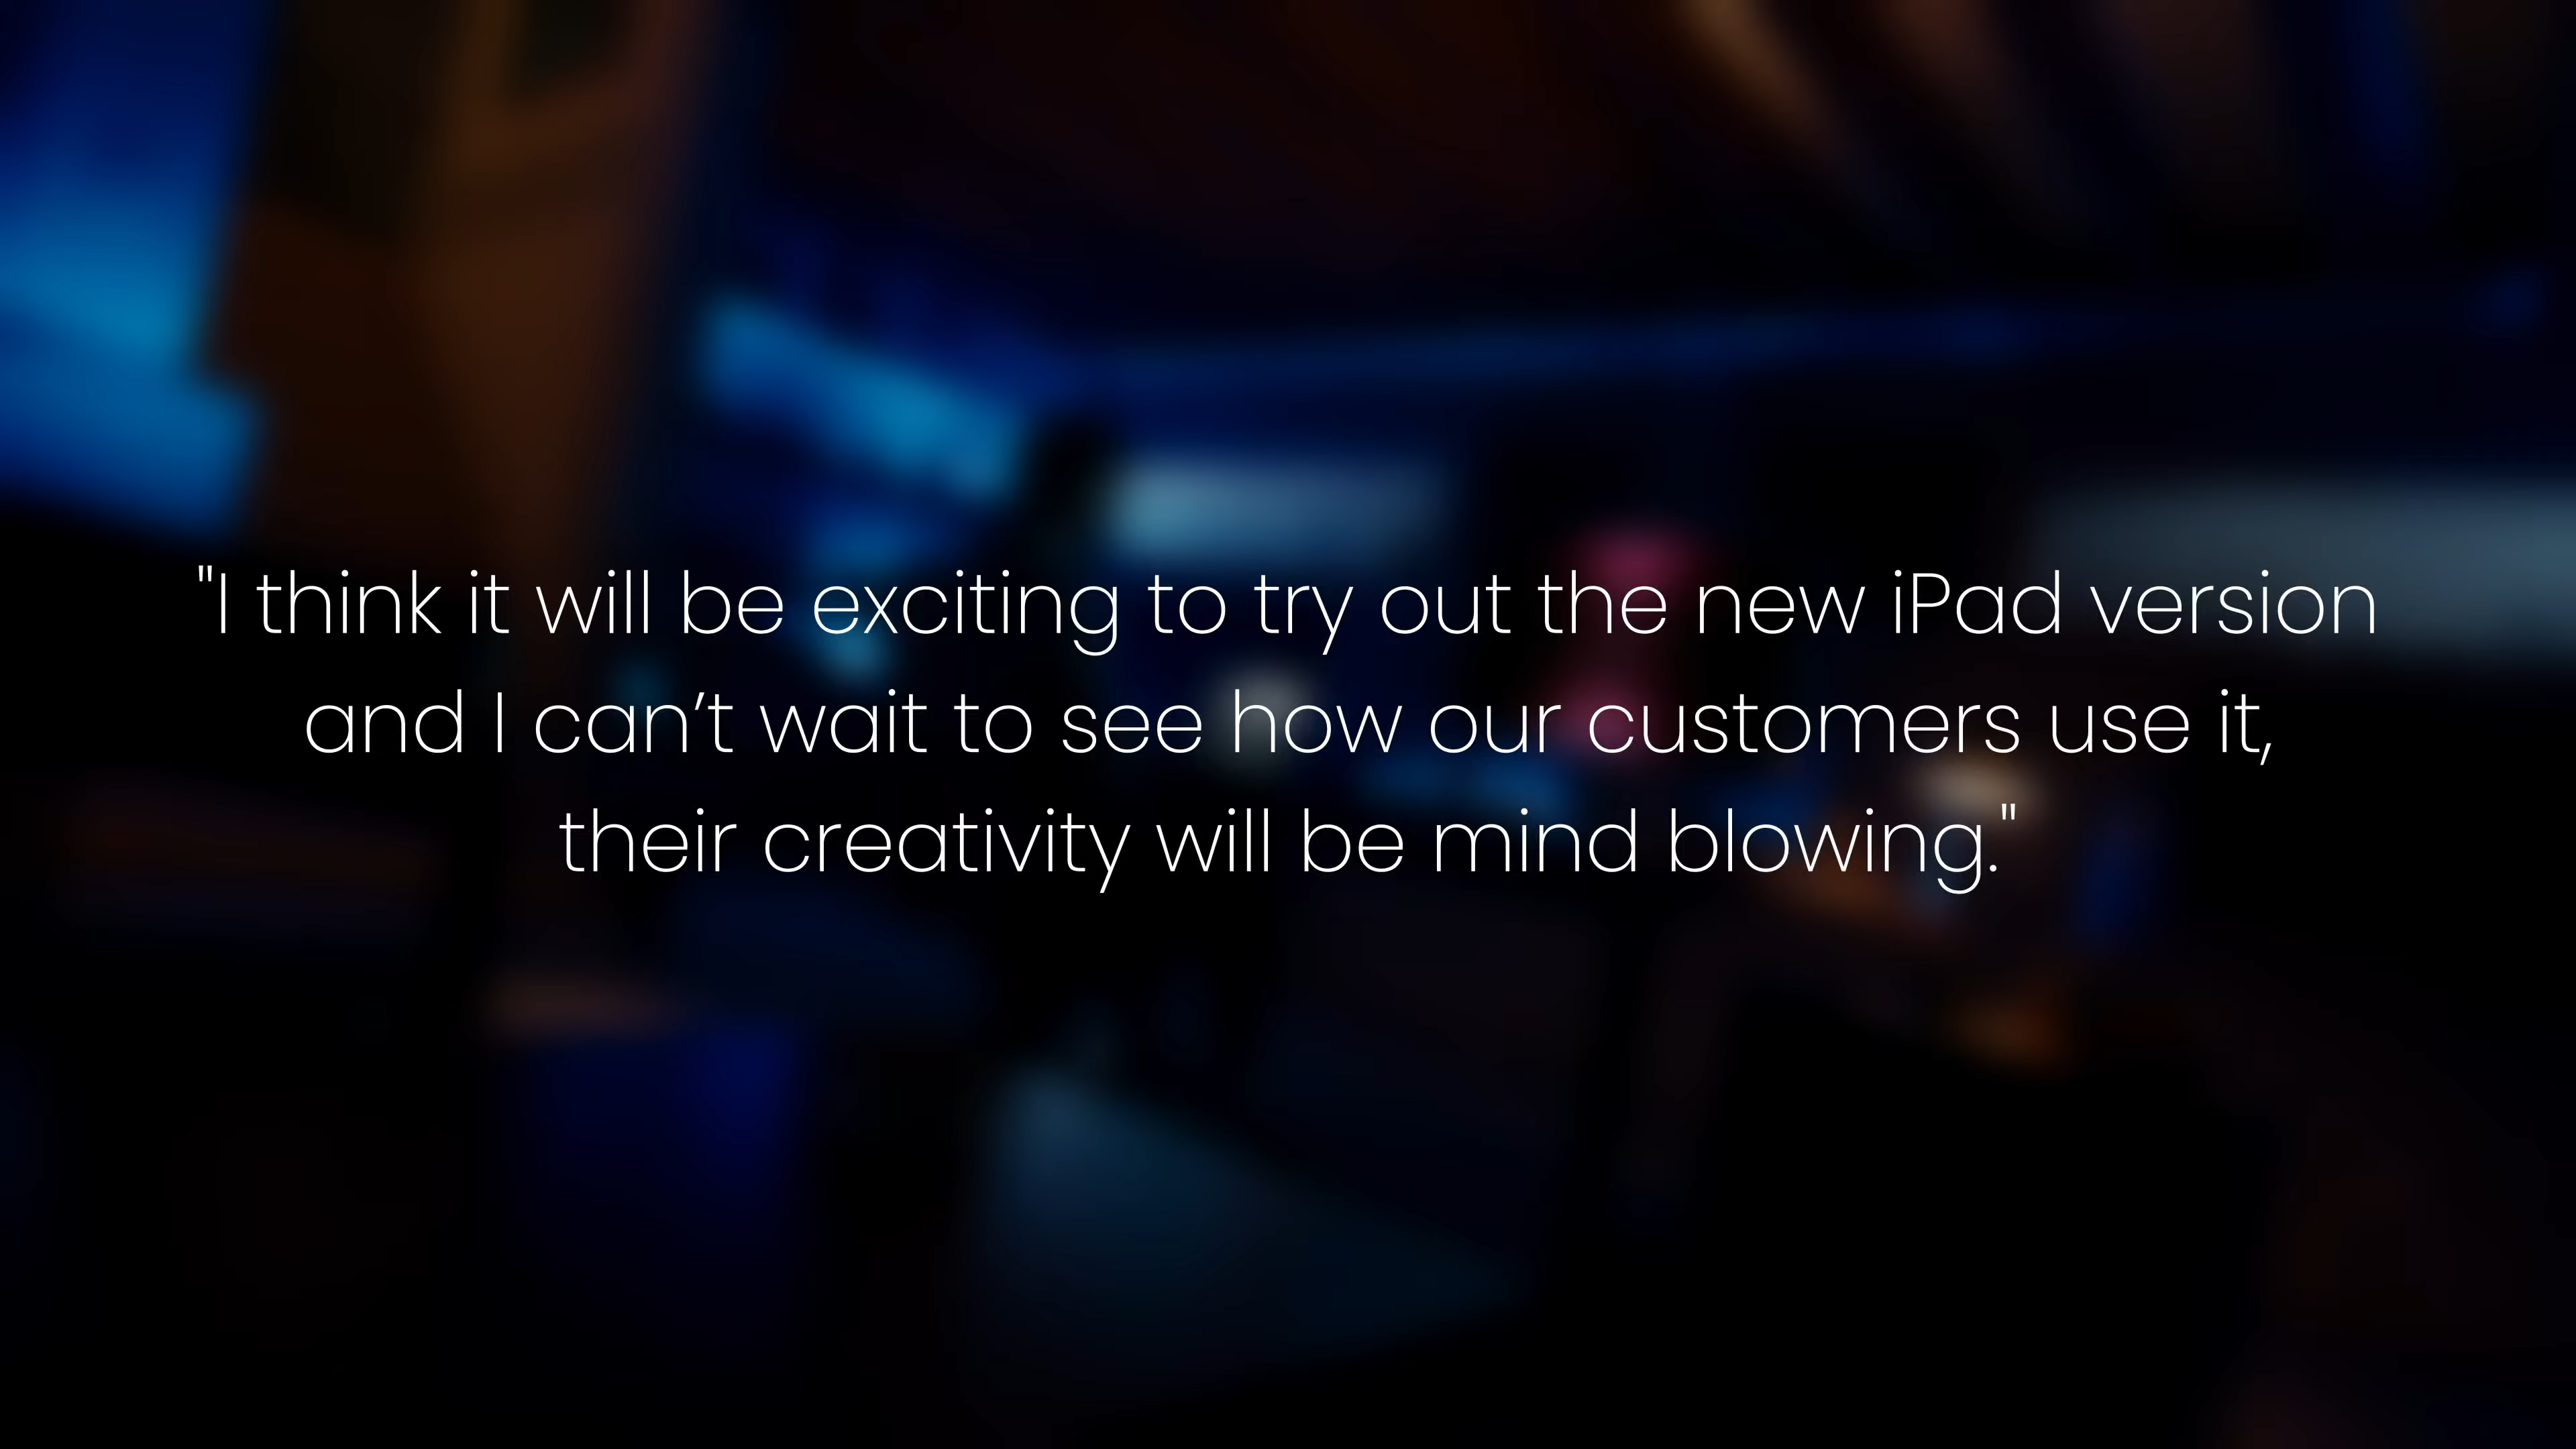 "I think it will be exciting to try out the new iPad version
and I can’t wait to see how our customers use it,
their creativity will be mind blowing."